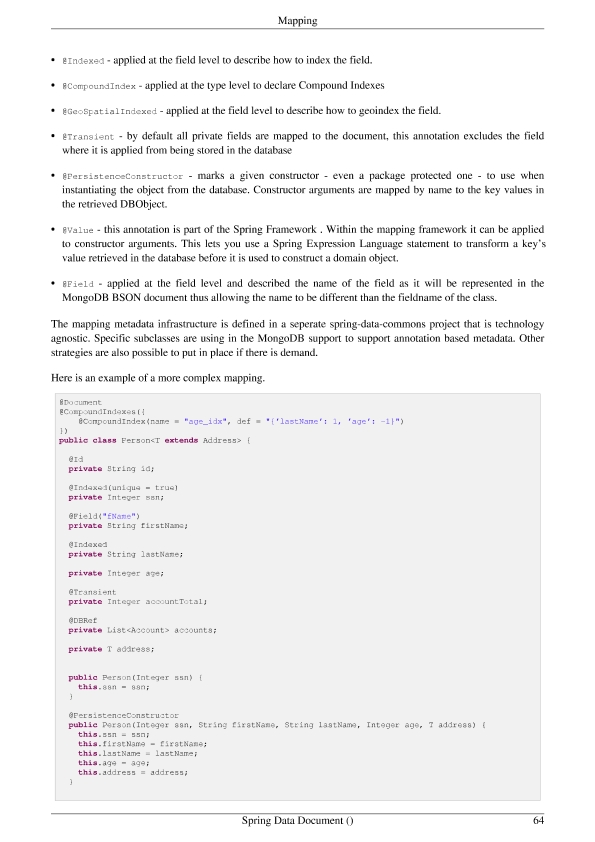 Mapping
• @Indexed - applied at the field level to describe how to index the field.
• @CompoundIndex - applied at the type level to declare Compound Indexes
• @GeoSpatialIndexed - applied at the field level to describe how to geoindex the field.
• @Transient - by default all private fields are mapped to the document, this annotation excludes the field
where it is applied from being stored in the database
• @PersistenceConstructor - marks a given constructor - even a package protected one - to use when
instantiating the object from the database. Constructor arguments are mapped by name to the key values in
the retrieved DBObject.
• @Value - this annotation is part of the Spring Framework . Within the mapping framework it can be applied
to constructor arguments. This lets you use a Spring Expression Language statement to transform a key's
value retrieved in the database before it is used to construct a domain object.
• @Field - applied at the field level and described the name of the field as it will be represented in the
MongoDB BSON document thus allowing the name to be different than the fieldname of the class.
The mapping metadata infrastructure is defined in a seperate spring-data-commons project that is technology
agnostic. Specific subclasses are using in the MongoDB support to support annotation based metadata. Other
strategies are also possible to put in place if there is demand.
Here is an example of a more complex mapping.
@Document
@CompoundIndexes({
    @CompoundIndex(name = "age_idx", def = "{'lastName': 1, 'age': -1}")
})
public class Person<T extends Address> {
  @Id
  private String id;
  @Indexed(unique = true)
  private Integer ssn;
  @Field("fName")
  private String firstName;
  @Indexed
  private String lastName;
  private Integer age;
  @Transient
  private Integer accountTotal;
  @DBRef
  private List<Account> accounts;
  private T address;
  public Person(Integer ssn) {
    this.ssn = ssn;
  }
  @PersistenceConstructor
  public Person(Integer ssn, String firstName, String lastName, Integer age, T address) {
    this.ssn = ssn;
    this.firstName = firstName;
    this.lastName = lastName;
    this.age = age;
    this.address = address;
  }
Spring Data Document ()
64